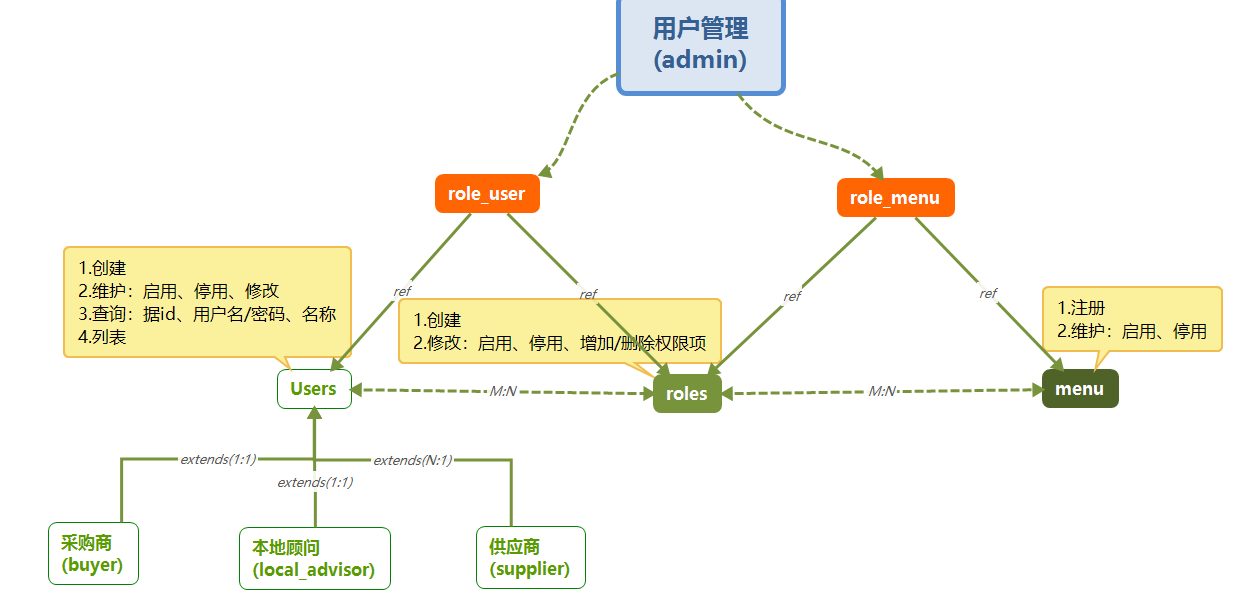 用户管理
(admin)
role_user
role_menu
1.创建
2.维护：启用、停用、修改
3.查询：据id、用户名/密码、名称
4.列表
ref
ref
ref
ref
1.创建
2.修改：启用、停用、增加/删除权限项
1.注册
2.维护：启用、停用
Users
M:N
roles
M:N
menu
extends(1:1)
extends(N:1)
extends(1:1)
采购商
(buyer)
本地顾问
(local_advisor)
供应商
(supplier)